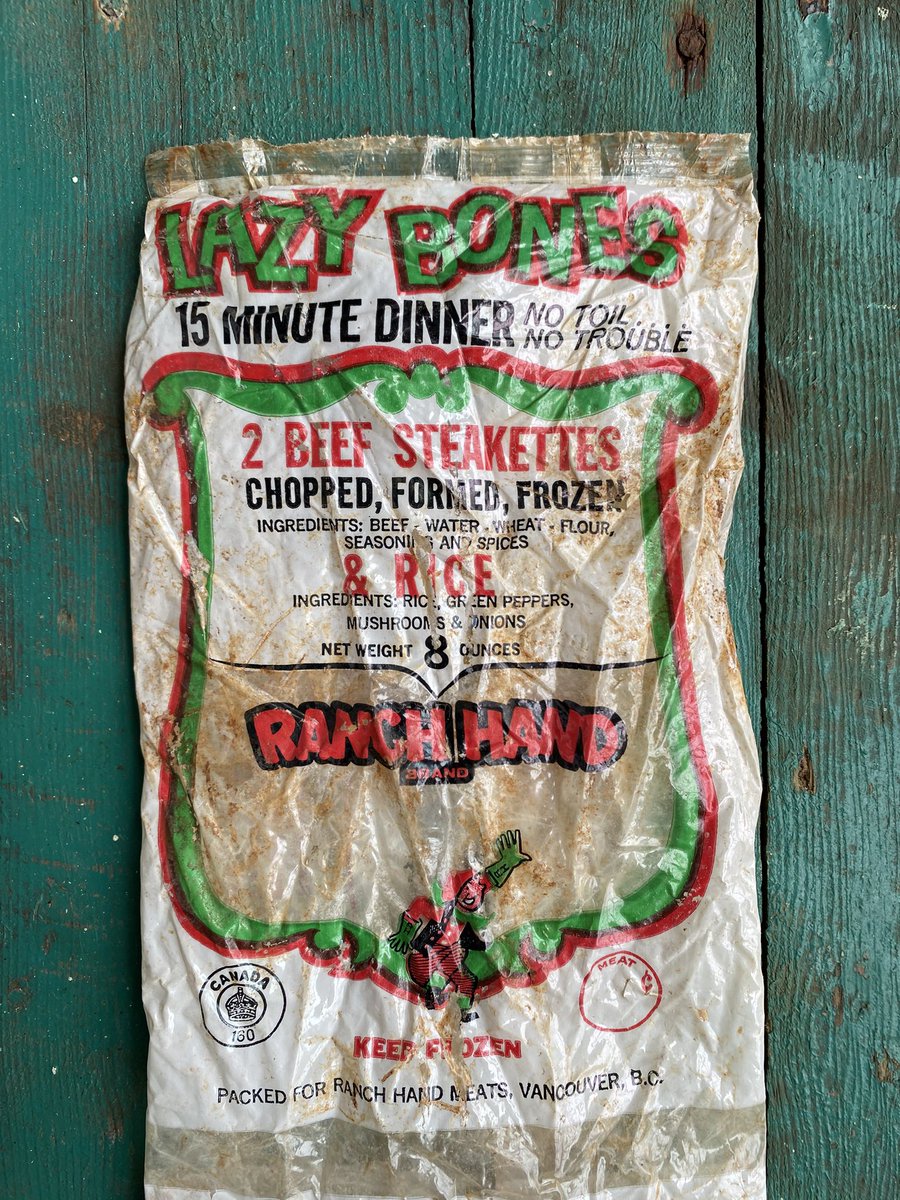 LAZY BONES
15 MINUTE DINNER NO TOIL....
NO TROUBLE
2 BEEF STEAKETTES
CHOPPED, FORMED, FROZEN
INGREDIENTS: BEEF - WATER - WHEAT - FLOUR,
SEASONING AND SPICES
& RICE
INGREDIENTS: RICE, GREEN PEPPERS,
MUSHROOMS & ONIONS
NET WEIGHT 8 OUNCES
RANCH HAND
BRAND
CANADA
160
MEAT
KEEP FROZEN
PACKED FOR RANCH HAND MEATS, VANCOUVER, B.C.